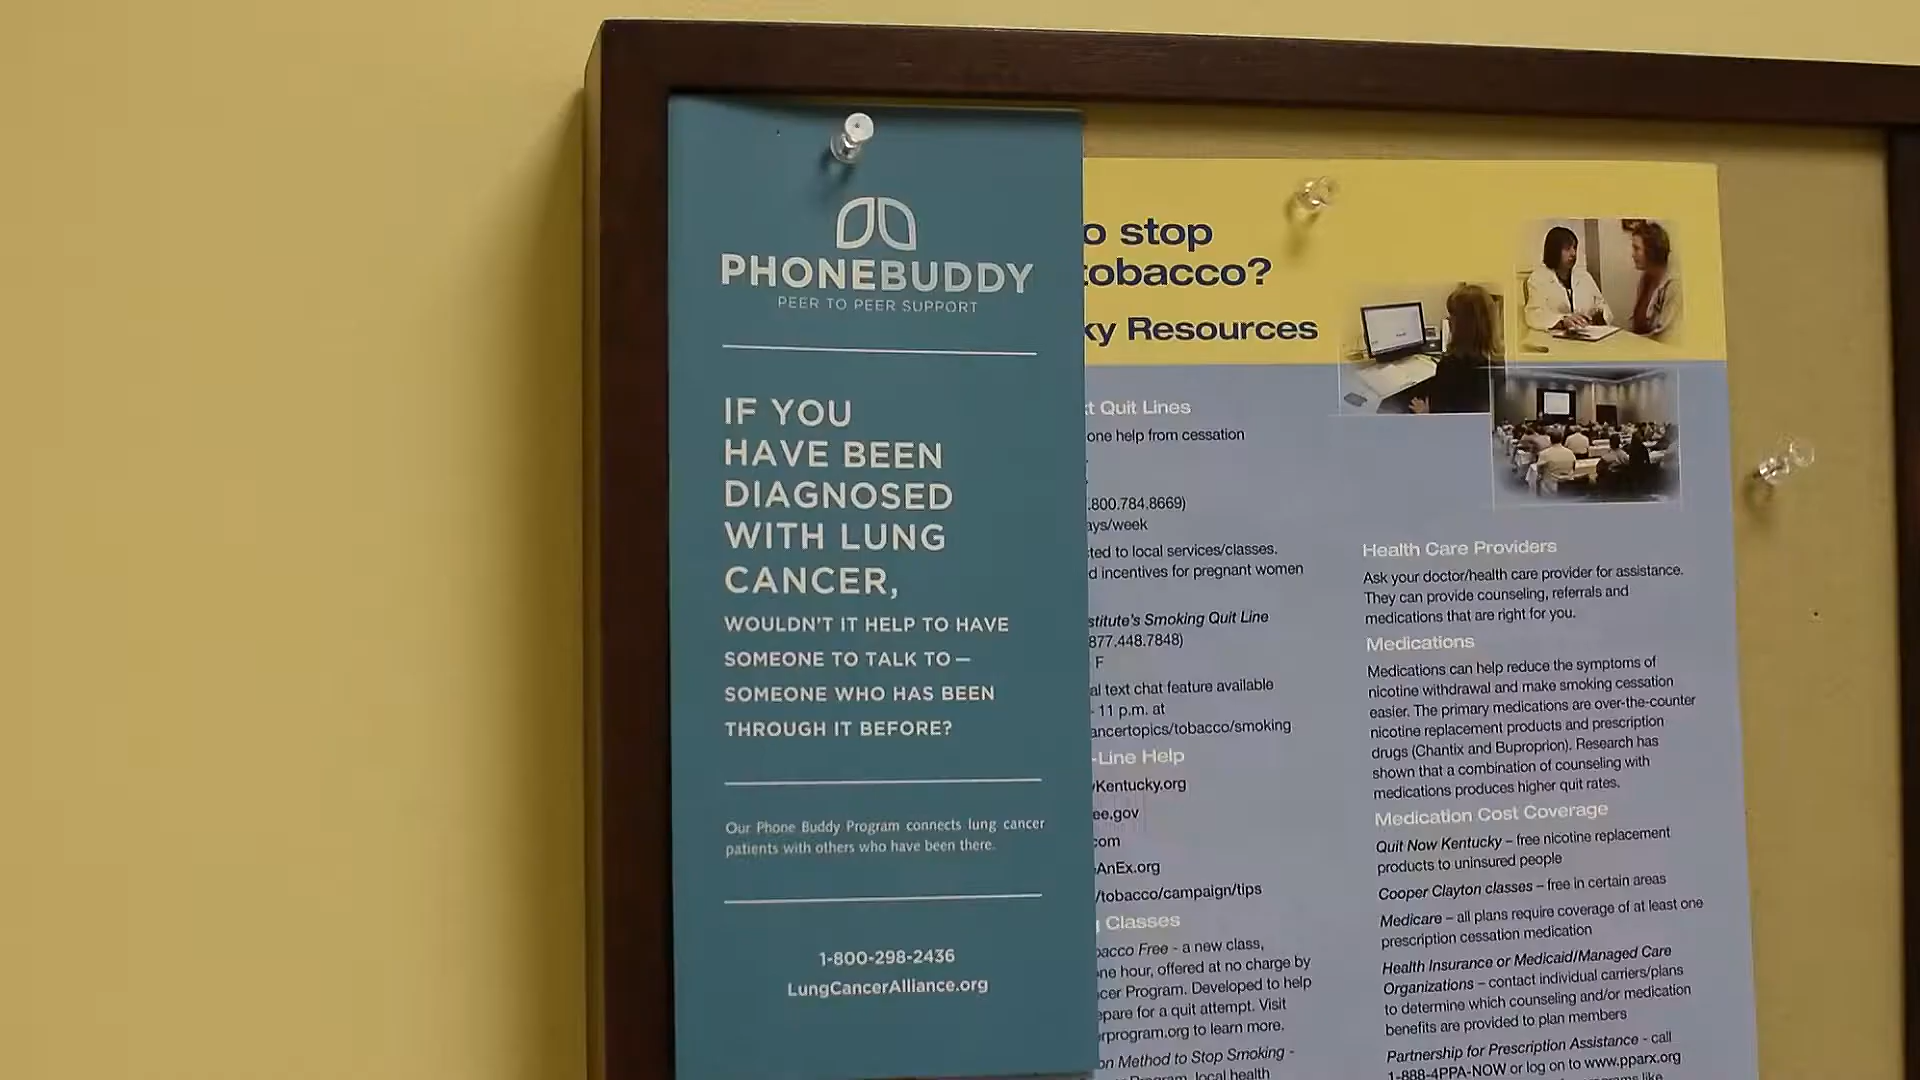 PHONEBUDDY
PEER TO PEER SUPPORT
IF YOU
HAVE BEEN
DIAGNOSED
WITH LUNG
CANCER,
WOULDN'T IT HELP TO HAVE
SOMEONE TO TALK TO —
SOMEONE WHO HAS BEEN
THROUGH IT BEFORE?
Our Phone Buddy Program connects lung cancer
patients with others who have been there.
1-800-298-2436
LungCancerAlliance.org
o stop
tobacco?
ky Resources
t Quit Lines
one help from cessation
.800.784.8669)
ays/week
ted to local services/classes.
d incentives for pregnant women
stitute's Smoking Quit Line
877.448.7848)
F
al text chat feature available
- 11 p.m. at
ancertopics/tobacco/smoking
-Line Help
Kentucky.org
ee.gov
com
AnEx.org
/tobacco/campaign/tips
Classes
bacco Free - a new class,
one hour, offered at no charge by
ncer Program. Developed to help
epare for a quit attempt. Visit
rprogram.org to learn more.
on Method to Stop Smoking -
Program, local health
Health Care Providers
Ask your doctor/health care provider for assistance.
They can provide counseling, referrals and
medications that are right for you.
Medications
Medications can help reduce the symptoms of
nicotine withdrawal and make smoking cessation
easier. The primary medications are over-the-counter
nicotine replacement products and prescription
drugs (Chantix and Buproprion). Research has
shown that a combination of counseling with
medications produces higher quit rates.
Medication Cost Coverage
Quit Now Kentucky – free nicotine replacement
products to uninsured people
Cooper Clayton classes – free in certain areas
Medicare – all plans require coverage of at least one
prescription cessation medication
Health Insurance or Medicaid/Managed Care
Organizations – contact individual carriers/plans
to determine which counseling and/or medication
benefits are provided to plan members
Partnership for Prescription Assistance - call
1-888-4PPA-NOW or log on to www.pparx.org